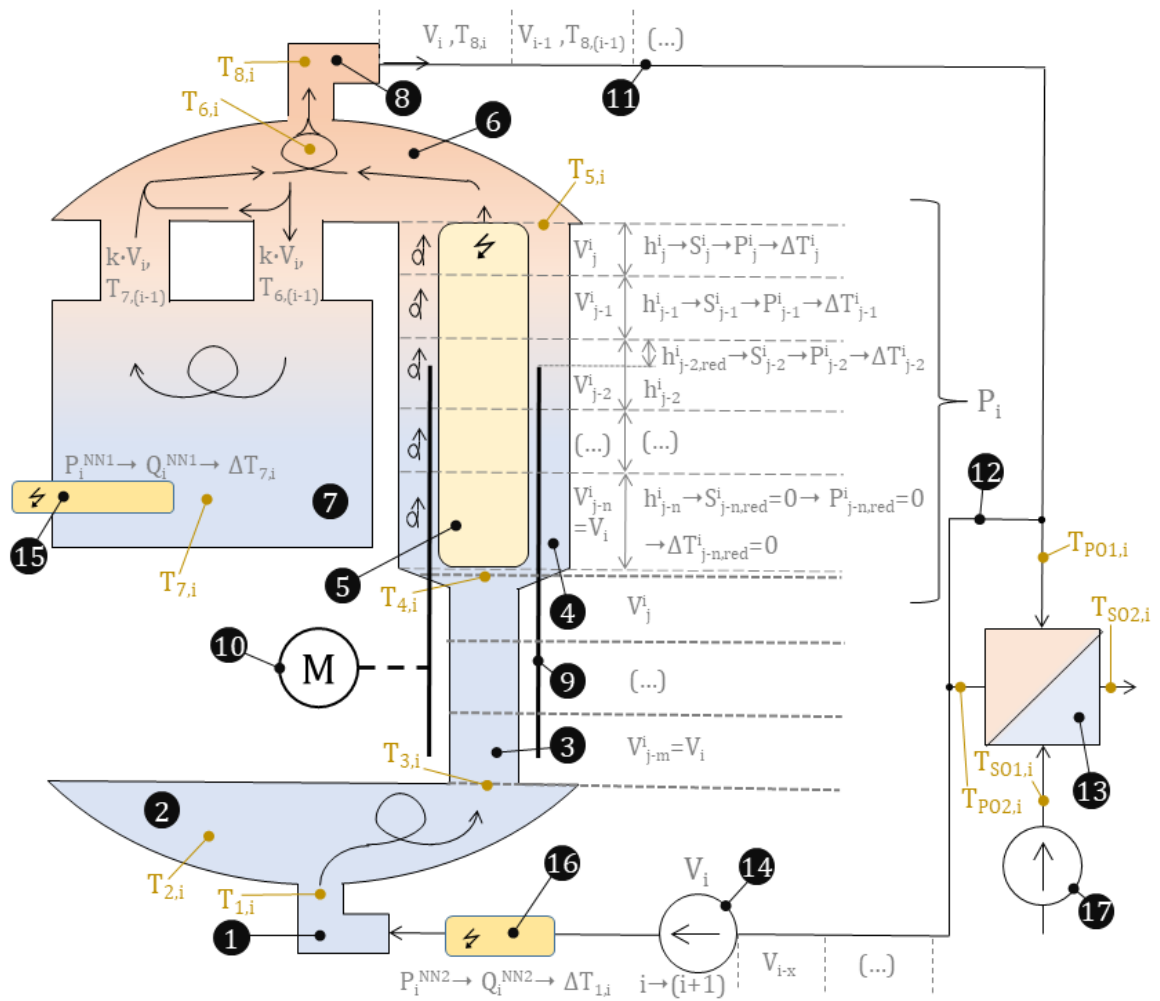 V_i ,T_8,i
V_i-1 ,T_8,(i-1)
(...)
T_8,i
8
11
T_6,i
6
T_5,i
k·V_i,
T_7,(i-1)
k·V_i,
T_6,(i-1)
V^i_j
h^i_j→S^i_j→P^i_j→ΔT^i_j
V^i_j-1
h^i_j-1→S^i_j-1→P^i_j-1→ΔT^i_j-1
h^i_j-2,red→S^i_j-2→P^i_j-2→ΔT^i_j-2
V^i_j-2
h^i_j-2
P_i
(...)
(...)
P_i^NN1→ Q_i^NN1→ ΔT_7,i
V^i_j-n
=V_i
h^i_j-n→S^i_j-n,red=0→ P^i_j-n,red=0
→ΔT^i_j-n,red=0
12
7
15
T_7,i
5
4
T_4,i
T_PO1,i
V^i_j
T_SO2,i
10
M
9
(...)
3
T_3,i
V^i_j-m=V_i
T_SO1,i
T_PO2,i
13
2
T_2,i
T_1,i
16
V_i
14
17
1
P_i^NN2→ Q_i^NN2→ ΔT_1,i
i→(i+1)
V_i-x
(...)